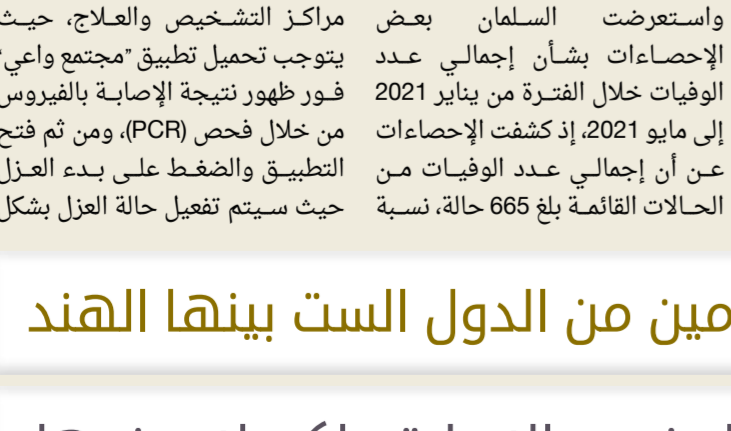 واستعرضت السلمان بعض
الإحصاءات بشأن إجمالي عدد
الوفيات خلال الفترة من يناير 2021
إلى مايو 2021، إذ كشفت الإحصاءات
عن أن إجمالي عدد الوفيات من
الحالات القائمة بلغ 665 حالة، نسبة
مراكز التشخيص والعلاج، حيث
يتوجب تحميل تطبيق "مجتمع واعي"
فور ظهور نتيجة الإصابة بالفيروس
من خلال فحص (PCR)، ومن ثم فتح
التطبيق والضغط على بدء العزل
حيث سيتم تفعيل حالة العزل بشكل
من الدول الست بينها الهند